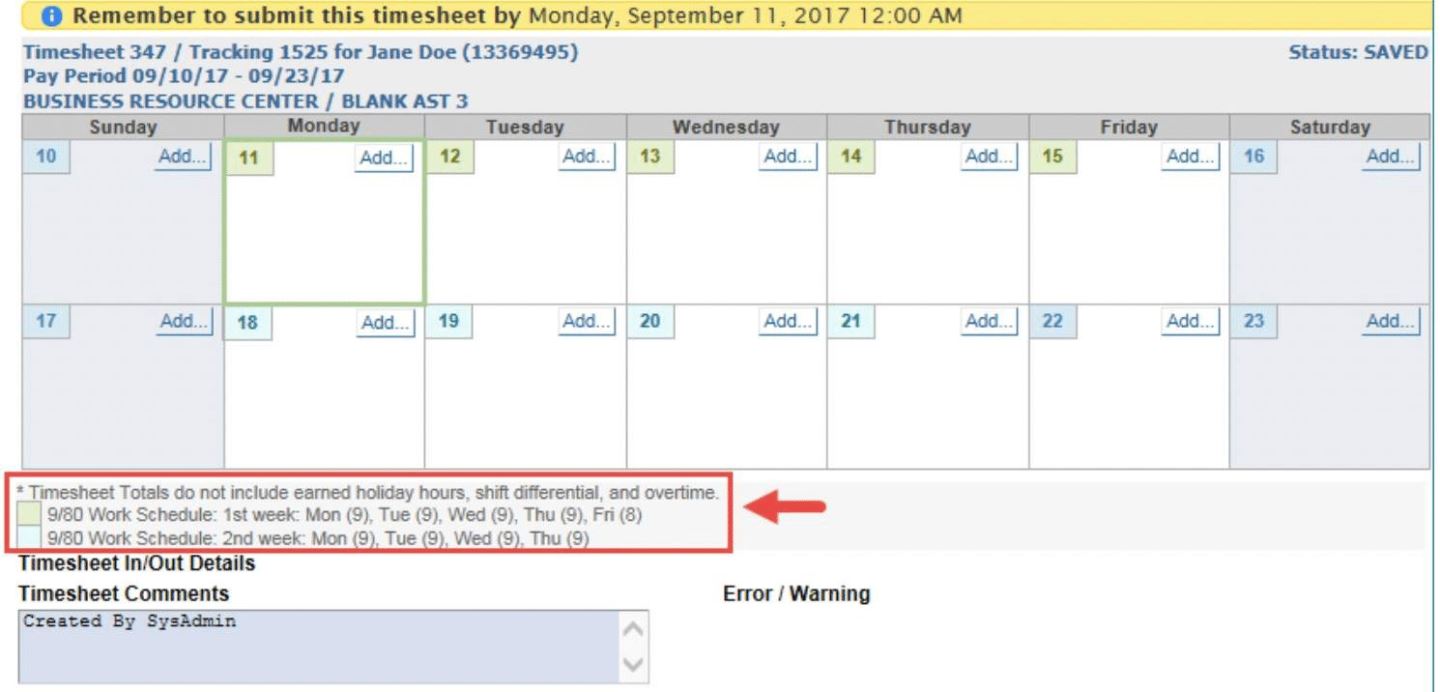 Remember to submit this timesheet by Monday, September 11, 2017 12:00 AM
Timesheet 347 / Tracking 1525 for Jane Doe (13369495) Status: SAVED
Pay Period 09/10/17 - 09/23/17
BUSINESS RESOURCE CENTER / BLANK AST 3
Sunday Monday Tuesday Wednesday Thursday Friday Saturday
10 Add... 11 Add... 12 Add... 13 Add... 14 Add... 15 Add... 16 Add...
17 Add... 18 Add... 19 Add... 20 Add... 21 Add... 22 Add... 23 Add...
* Timesheet Totals do not include earned holiday hours, shift differential, and overtime.
9/80 Work Schedule: 1st week: Mon (9), Tue (9), Wed (9), Thu (9), Fri (8)
9/80 Work Schedule: 2nd week: Mon (9), Tue (9), Wed (9), Thu (9)
Timesheet In/Out Details
Timesheet Comments Error / Warning
Created By SysAdmin